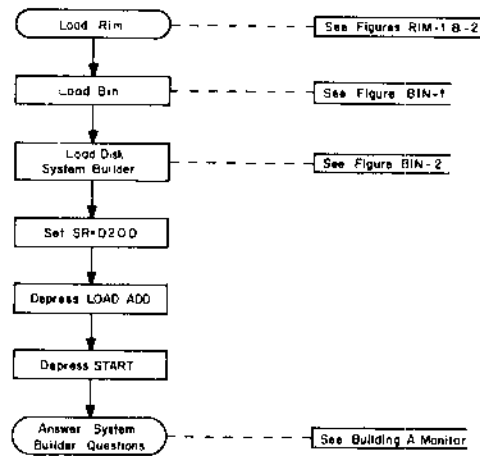 Load Rim
See Figures RIM-1 & -2
Load Bin
See Figure BIN-1
Load Disk
System Builder
See Figure BIN-2
Set SR=0200
Depress LOAD ADD
Depress START
Answer System
Builder Questions
See Building A Monitor